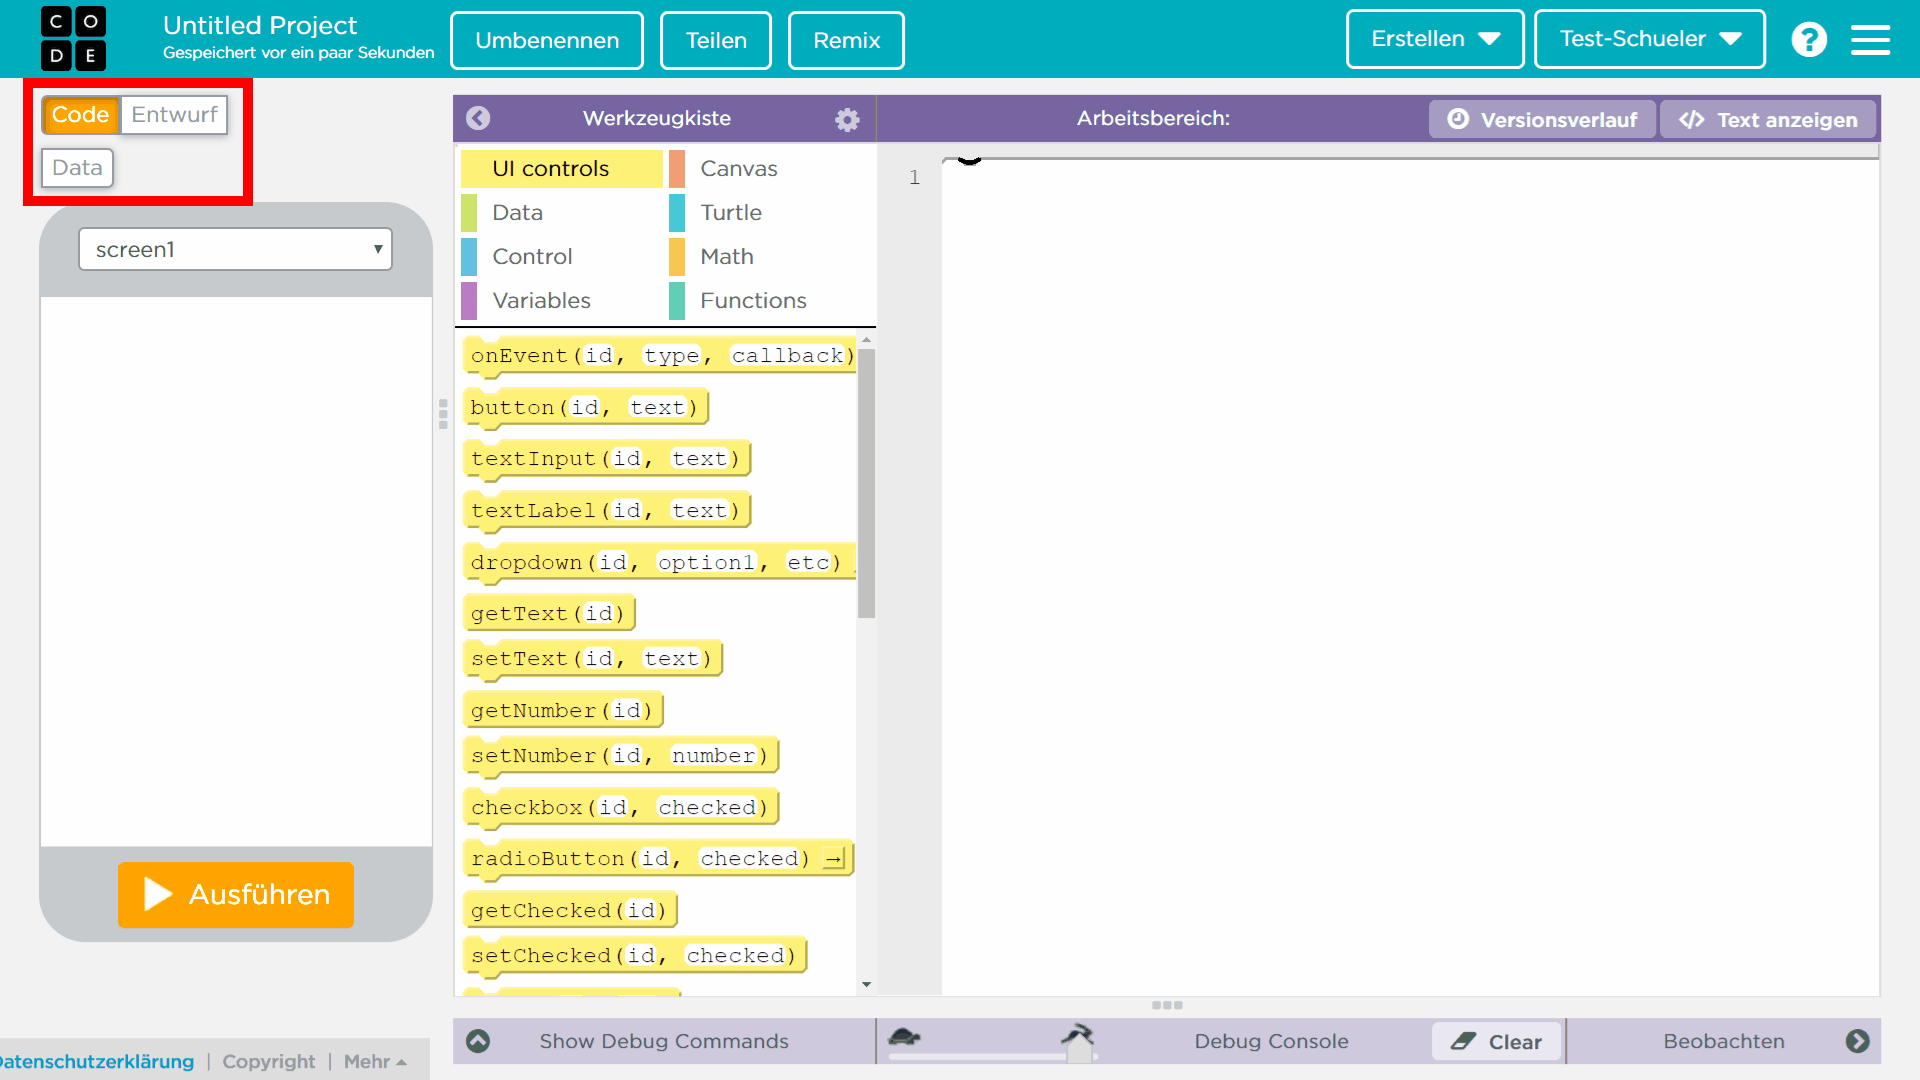 C O
D E
Untitled Project
Gespeichert vor ein paar Sekunden
Umbenennen
Teilen
Remix
Erstellen
Test-Schueler
?
Code
Entwurf
Data
screen1
Ausführen
Werkzeugkiste
Arbeitsbereich:
Versionsverlauf
</> Text anzeigen
UI controls
Canvas
Data
Turtle
Control
Math
Variables
Functions
onEvent(id, type, callback)
button(id, text)
textInput(id, text)
textLabel(id, text)
dropdown(id, option1, etc)
getText(id)
setText(id, text)
getNumber(id)
setNumber(id, number)
checkbox(id, checked)
radioButton(id, checked) →
getChecked(id)
setChecked(id, checked)
1
Show Debug Commands
Debug Console
Clear
Beobachten
atenschutzerklärung | Copyright | Mehr